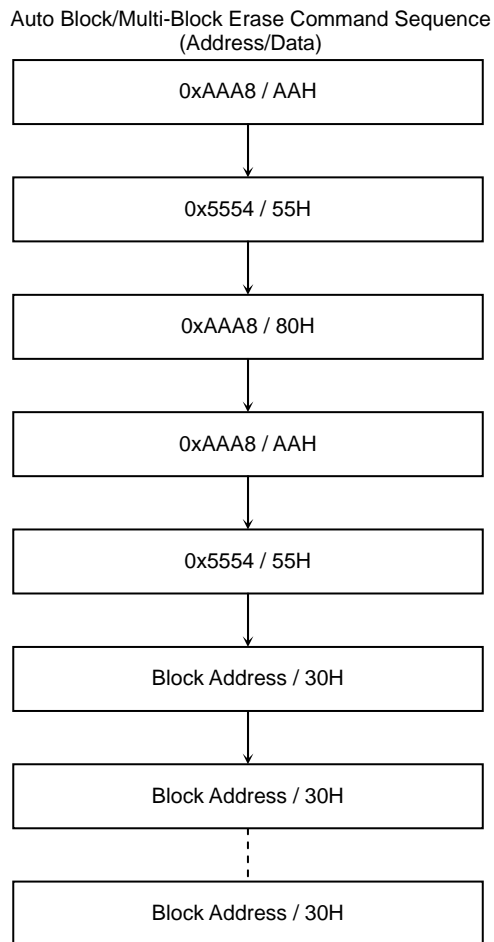 Auto Block/Multi-Block Erase Command Sequence
(Address/Data)
0xAAA8 / AAH
0x5554 / 55H
0xAAA8 / 80H
0xAAA8 / AAH
0x5554 / 55H
Block Address / 30H
Block Address / 30H
Block Address / 30H